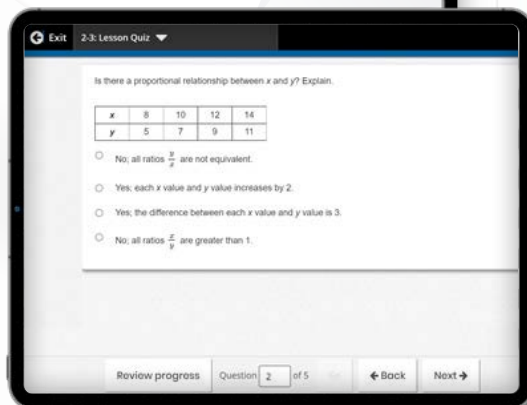 Exit 2-3: Lesson Quiz
Is there a proportional relationship between x and y? Explain.
x 8 10 12 14
y 5 7 9 11
No; all ratios y/x are not equivalent.
Yes; each x value and y value increases by 2.
Yes; the difference between each x value and y value is 3.
No; all ratios x/y are greater than 1.
Review progress Question 2 of 5 Go ← Back Next →